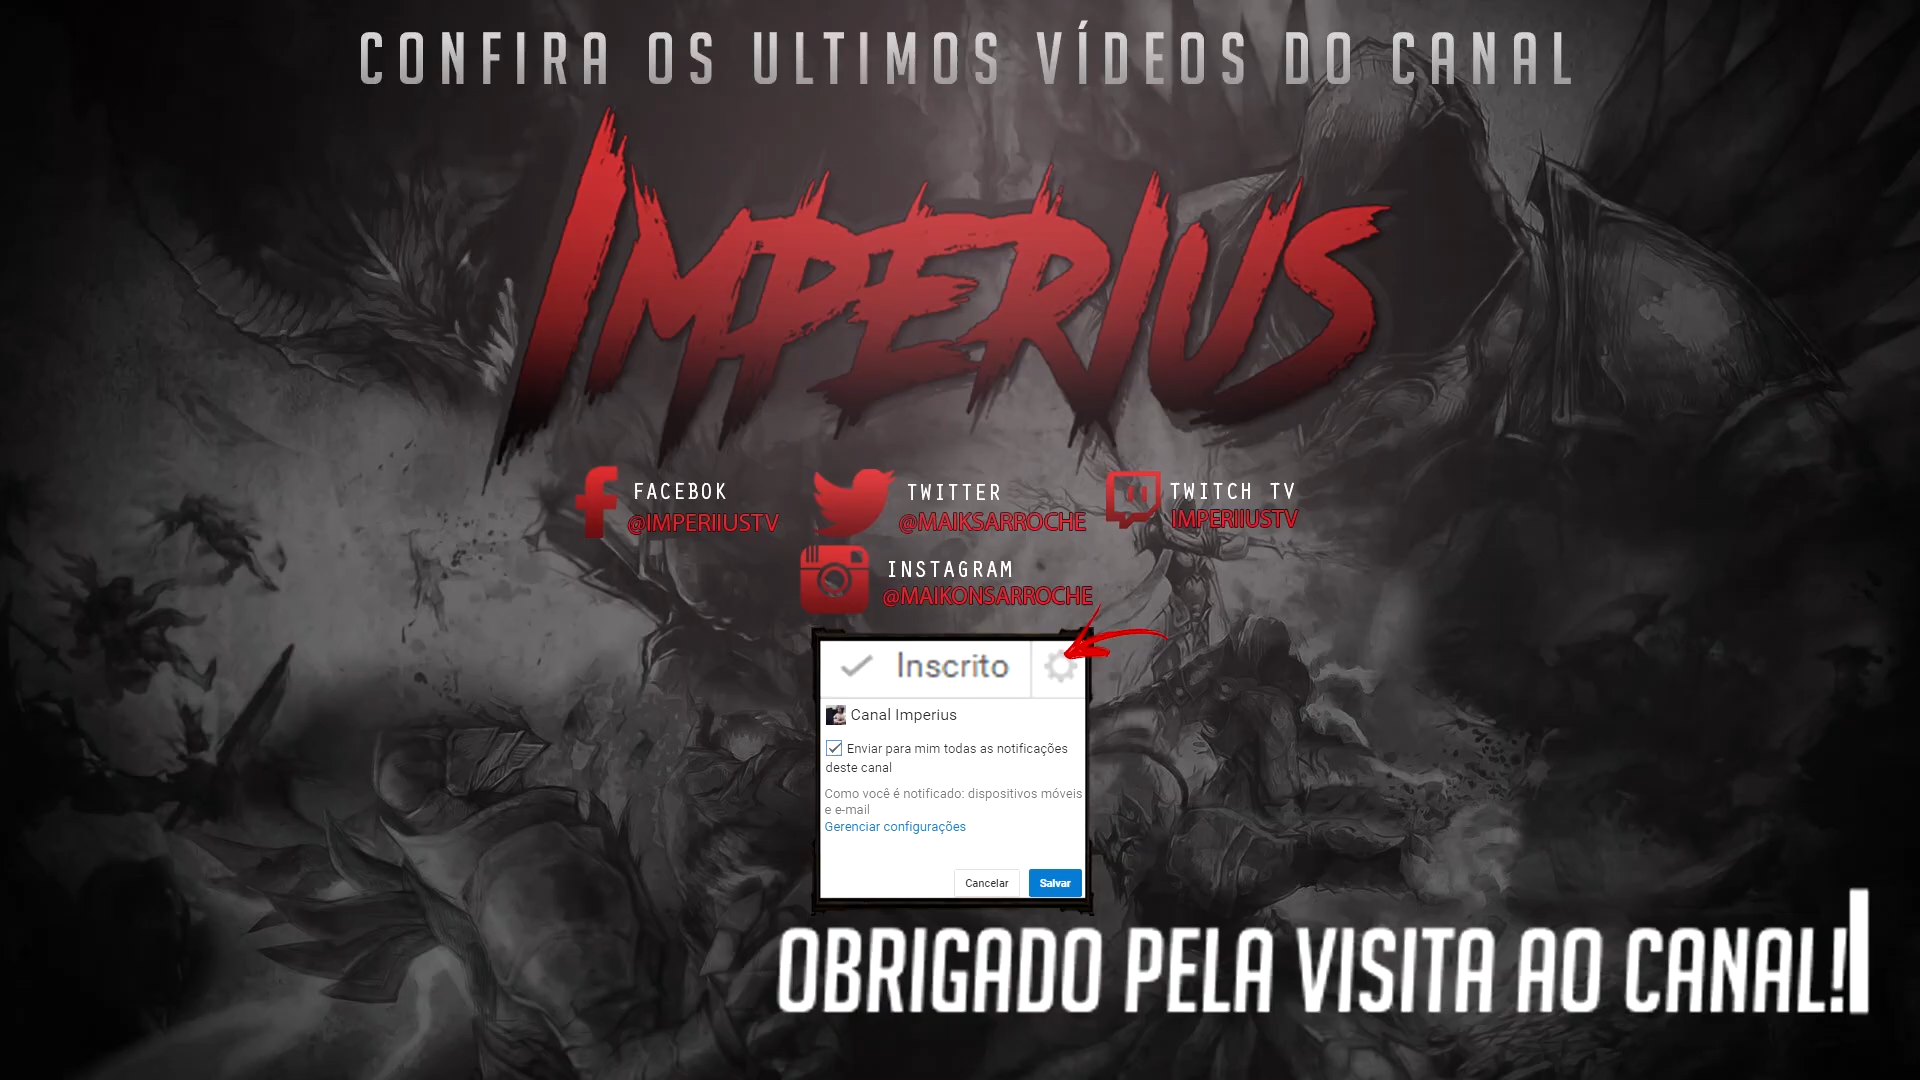 CONFIRA OS ULTIMOS VÍDEOS DO CANAL
IMPERIUS
FACEBOK
@IMPERIIUSTV
TWITTER
@MAIKSARROCHE
TWITCH TV
IMPERIIUSTV
INSTAGRAM
@MAIKONSARROCHE
Inscrito
Canal Imperius
Enviar para mim todas as notificações
deste canal
Como você é notificado: dispositivos móveis
e e-mail
Gerenciar configurações
Cancelar
Salvar
OBRIGADO PELA VISITA AO CANAL!